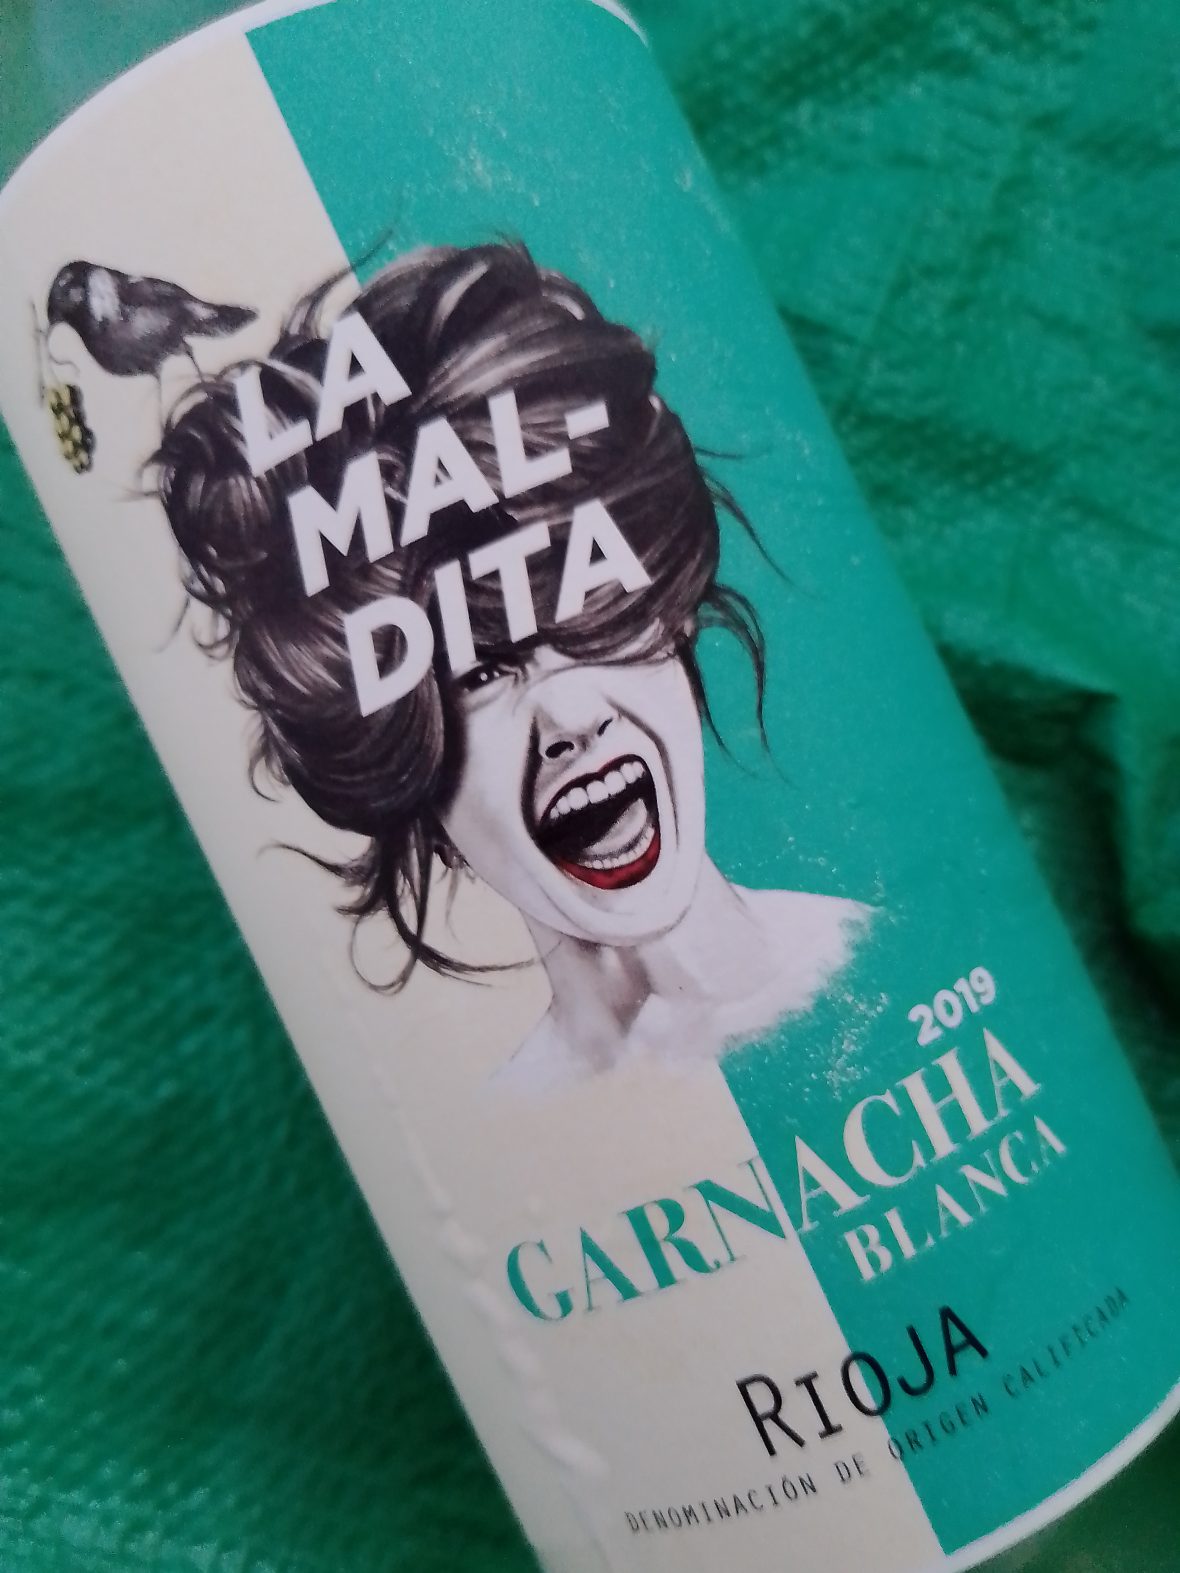 LA
MAL-
DITA
2019
GARNACHA
BLANCA
RIOJA
DENOMINACIÓN DE ORIGEN CALIFICADA